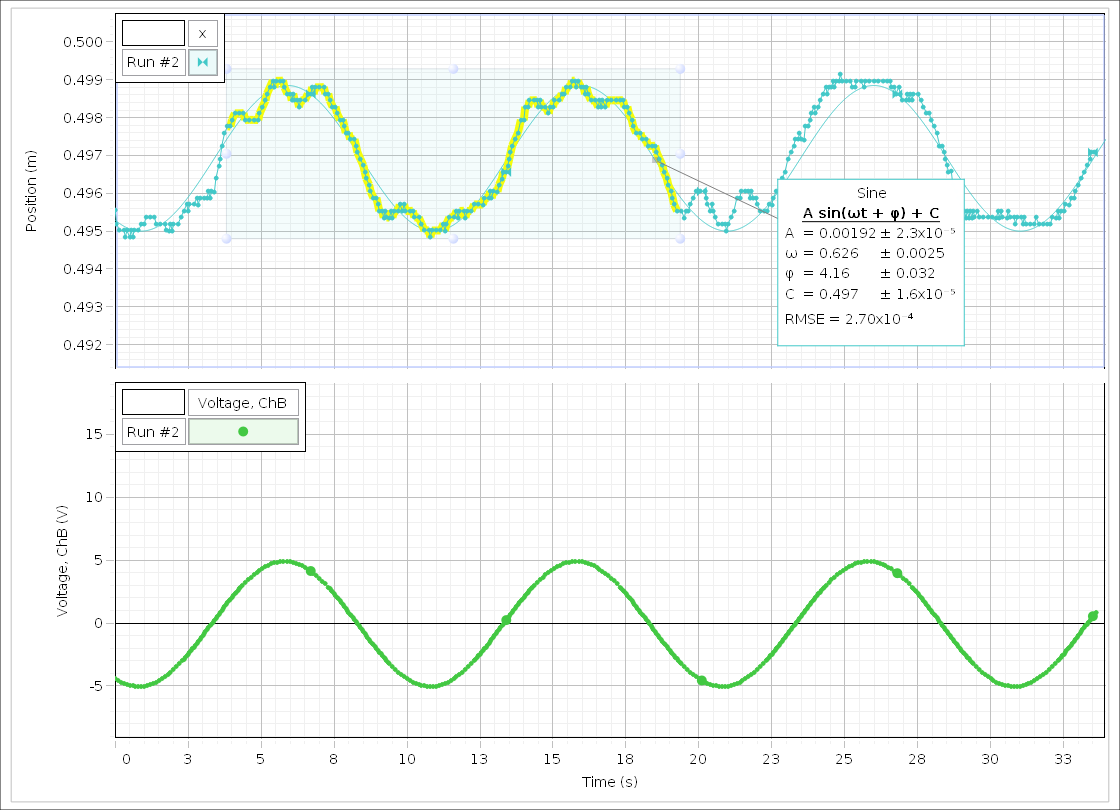 x
Run #2
0.500
0.499
0.498
0.497
0.496
0.495
0.494
0.493
0.492
Position (m)
Sine
A sin(ωt + φ) + C
A = 0.00192 ± 2.3x10⁻⁵
ω = 0.626 ± 0.0025
φ = 4.16 ± 0.032
C = 0.497 ± 1.6x10⁻⁵
RMSE = 2.70x10⁻⁴
Voltage, ChB
Run #2
15
10
5
0
-5
Voltage, ChB (V)
0 3 5 8 10 13 15 18 20 23 25 28 30 33
Time (s)